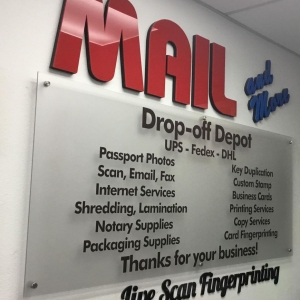 MAIL
and
More
Drop-off Depot
UPS - Fedex - DHL
Passport Photos
Scan, Email, Fax
Internet Services
Shredding, Lamination
Notary Supplies
Packaging Supplies
Key Duplication
Custom Stamp
Business Cards
Printing Services
Copy Services
Card Fingerprinting
Thanks for your business!
Live Scan Fingerprinting